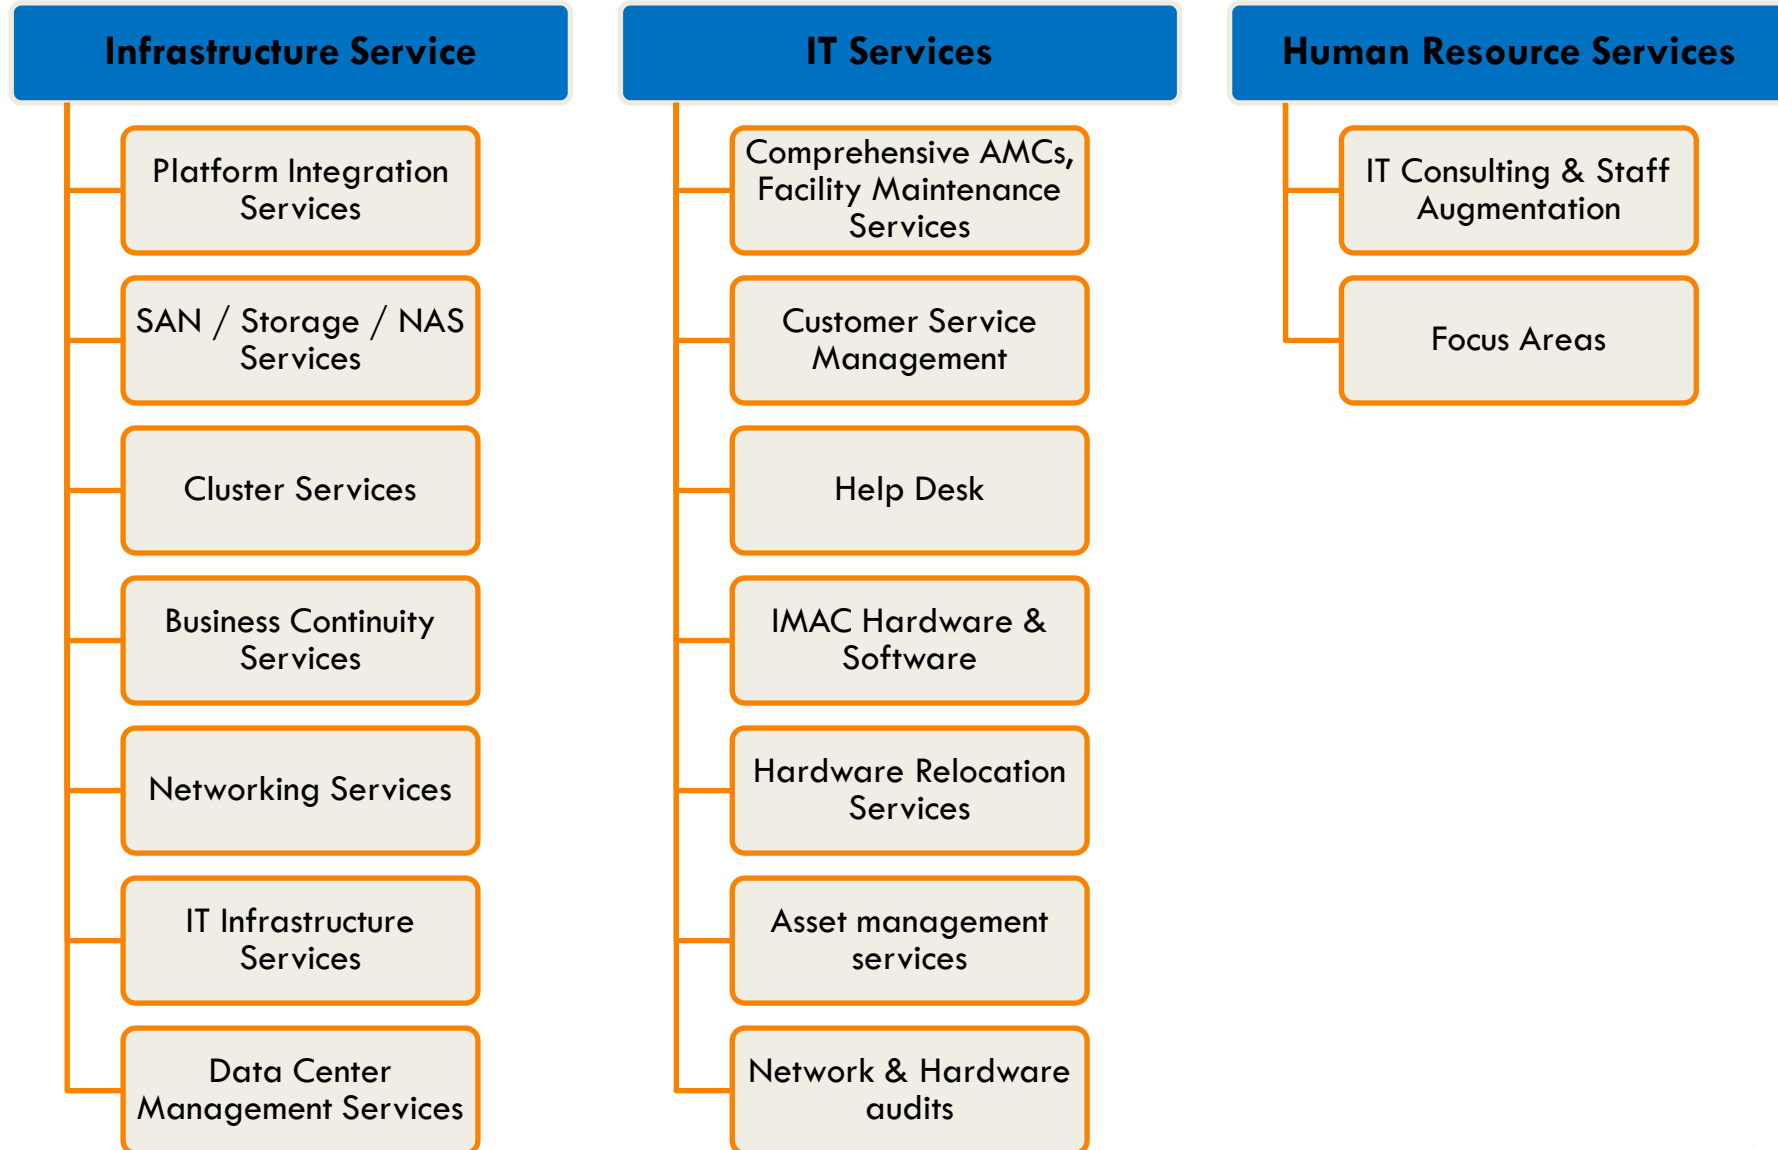 Infrastructure Service
Platform Integration
Services
SAN / Storage / NAS
Services
Cluster Services
Business Continuity
Services
Networking Services
IT Infrastructure
Services
Data Center
Management Services
IT Services
Comprehensive AMCs,
Facility Maintenance
Services
Customer Service
Management
Help Desk
IMAC Hardware &
Software
Hardware Relocation
Services
Asset management
services
Network & Hardware
audits
Human Resource Services
IT Consulting & Staff
Augmentation
Focus Areas